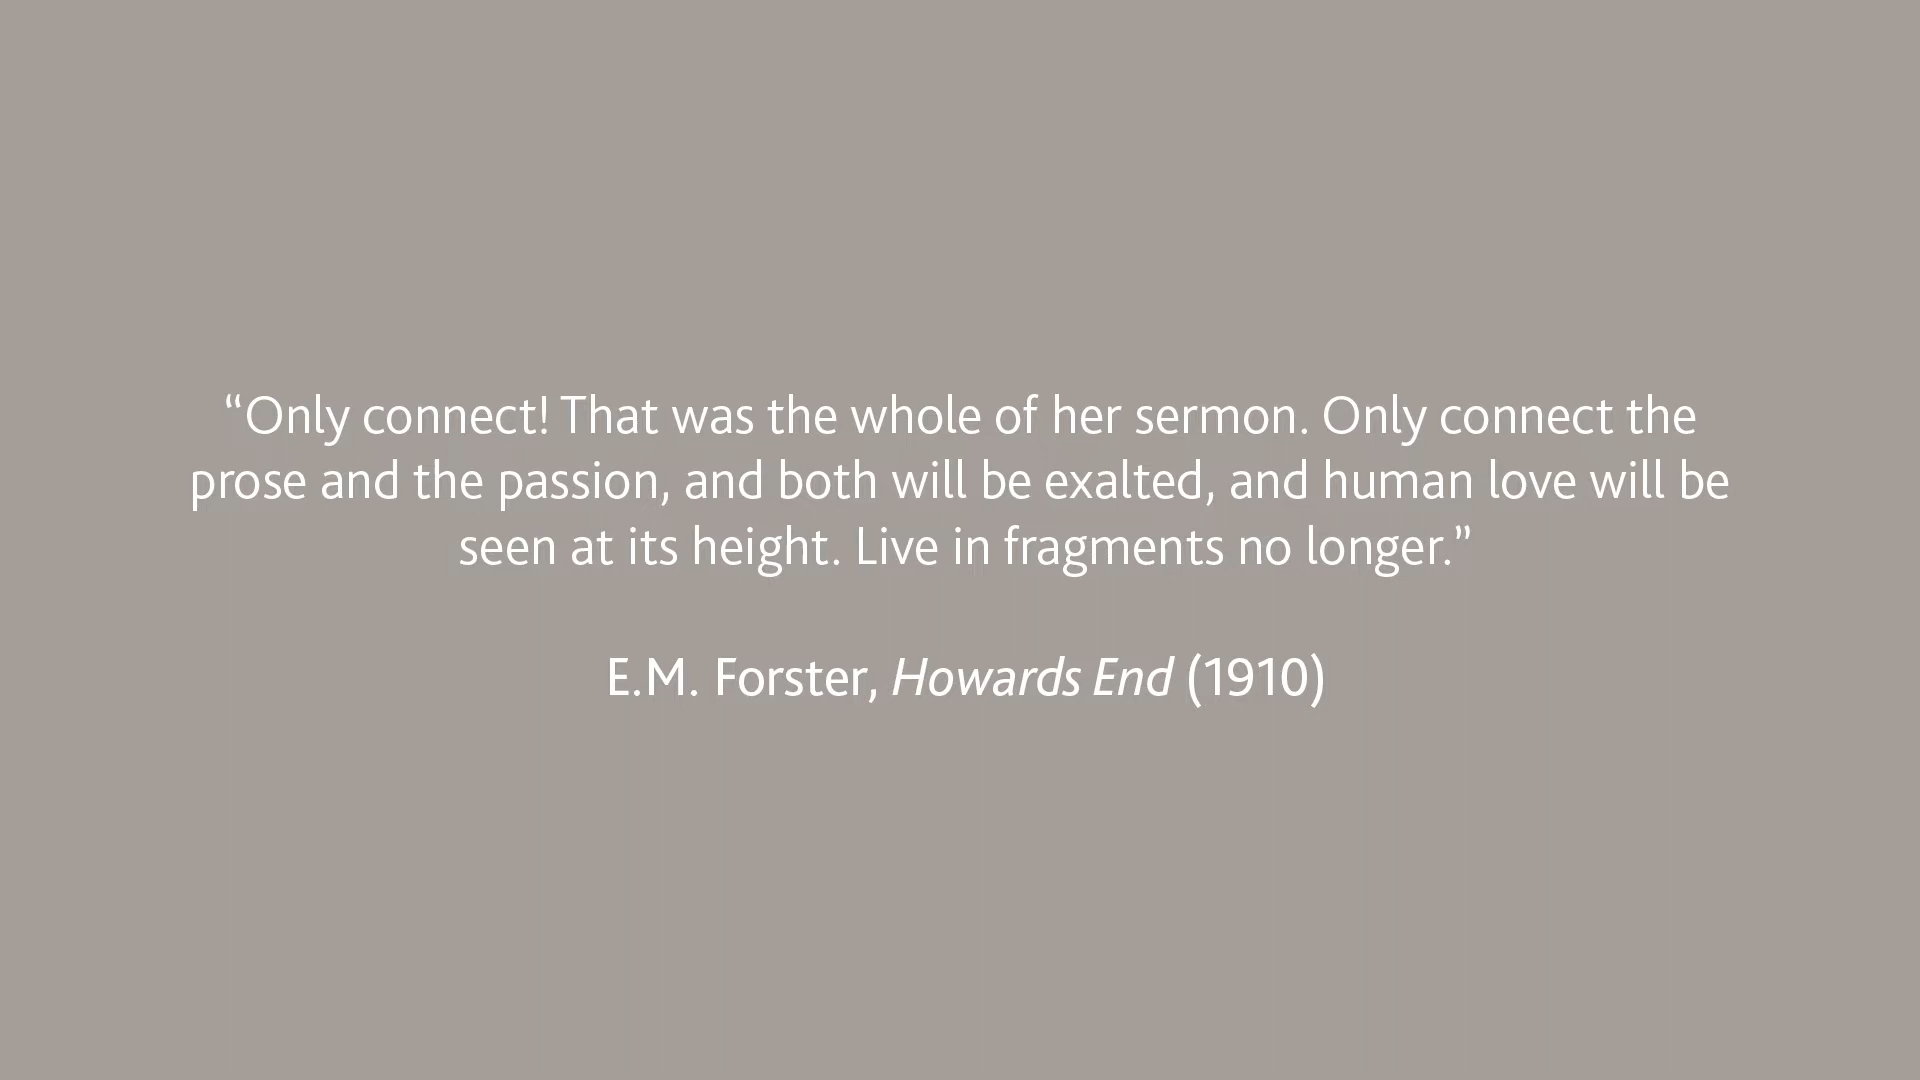 “Only connect! That was the whole of her sermon. Only connect the
prose and the passion, and both will be exalted, and human love will be
seen at its height. Live in fragments no longer.”
E.M. Forster, Howards End (1910)